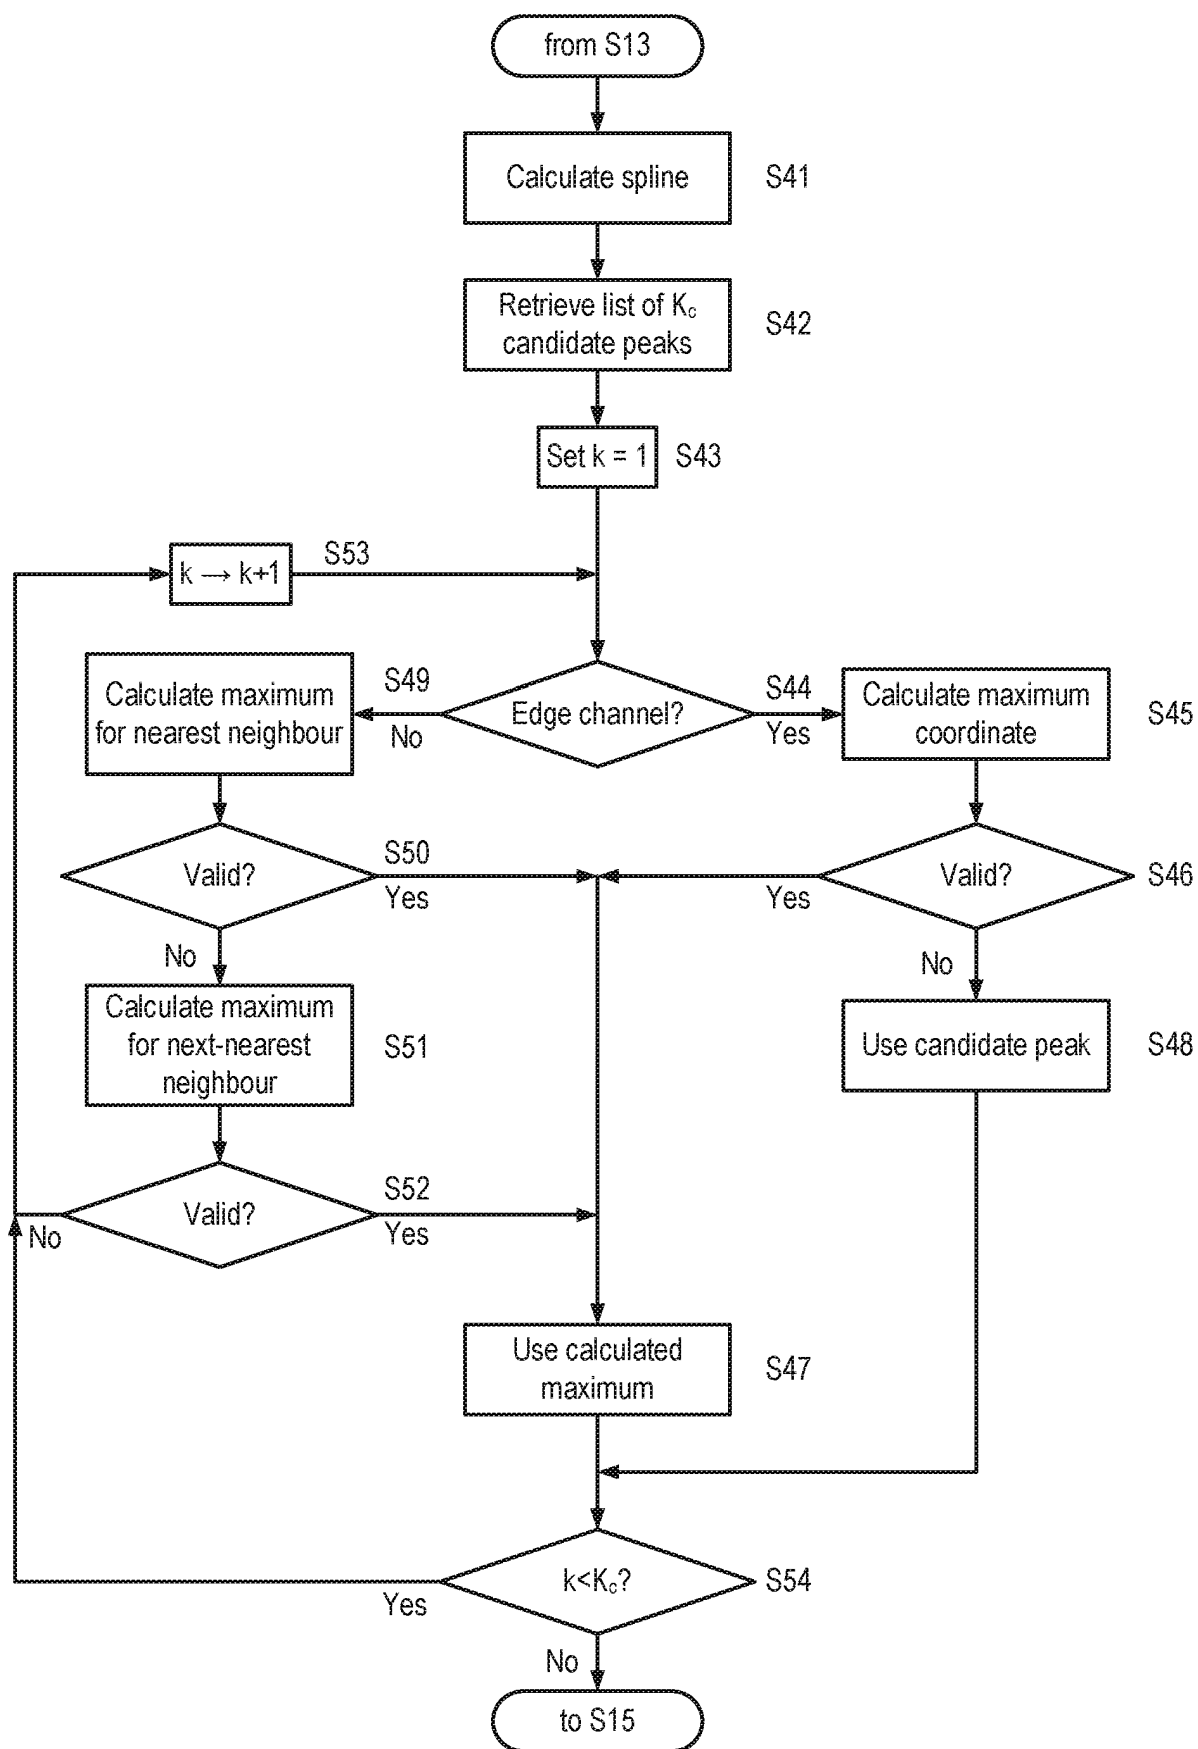 from S13
Calculate spline
S41
Retrieve list of Kc
candidate peaks
S42
Set k = 1
S43
k → k+1
S53
Calculate maximum
for nearest neighbour
S49
No
Edge channel?
S44
Yes
Calculate maximum
coordinate
S45
Valid?
S50
Yes
Yes
Valid?
S46
No
No
Calculate maximum
for next-nearest
neighbour
S51
Use candidate peak
S48
Valid?
S52
Yes
No
Use calculated
maximum
S47
k<Kc?
S54
Yes
No
to S15